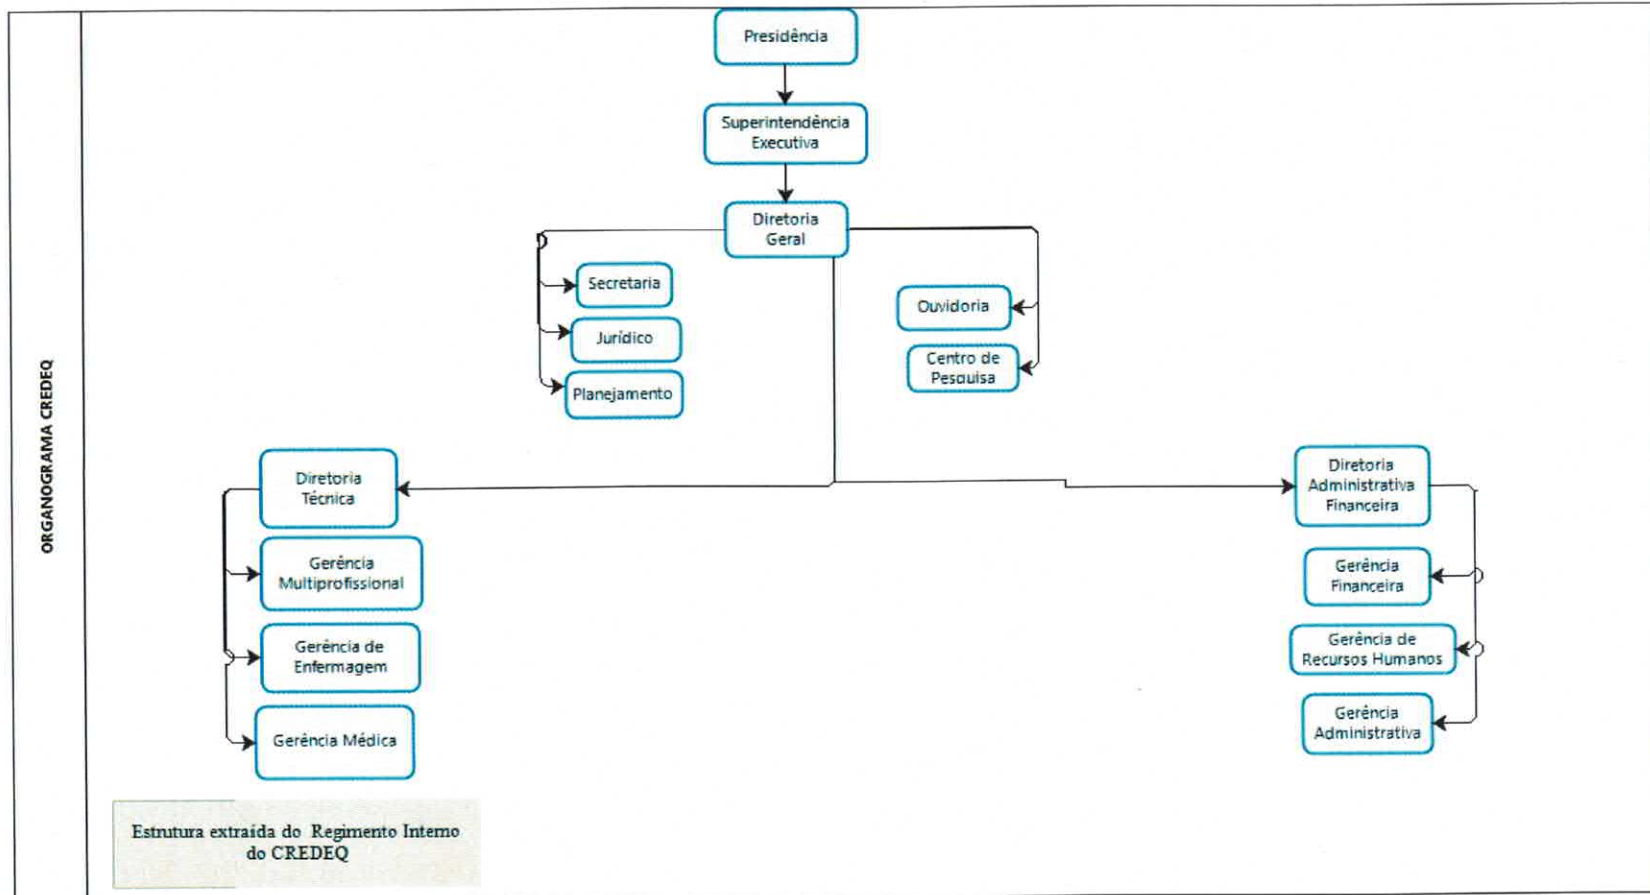 ORGANOGRAMA CREDEQ
Presidência
Superintendência
Executiva
Diretoria
Geral
Secretaria
Jurídico
Planejamento
Ouvidoria
Centro de
Pesquisa
Diretoria
Técnica
Gerência
Multiprofissional
Gerência de
Enfermagem
Gerência Médica
Diretoria
Administrativa
Financeira
Gerência
Financeira
Gerência de
Recursos Humanos
Gerência
Administrativa
Estrutura extraída do Regimento Interno
do CREDEQ